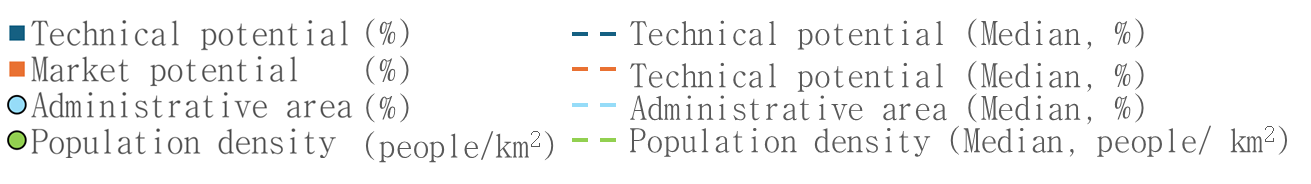 Technical potential (%)
Market potential (%)
Administrative area (%)
Population density (people/km²)
Technical potential (Median, %)
Technical potential (Median, %)
Administrative area (Median, %)
Population density (Median, people/ km²)